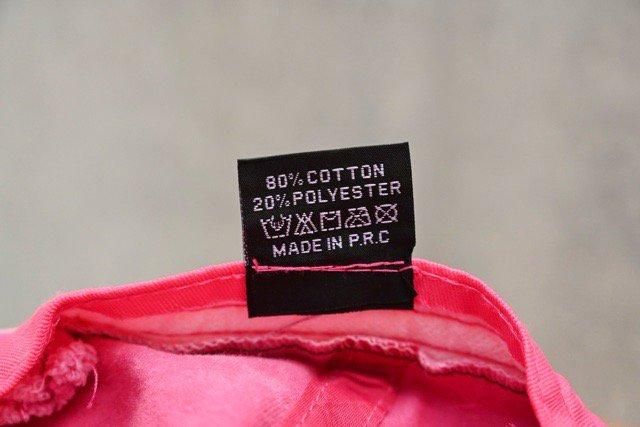 80% COTTON
20% POLYESTER
MADE IN P.R.C